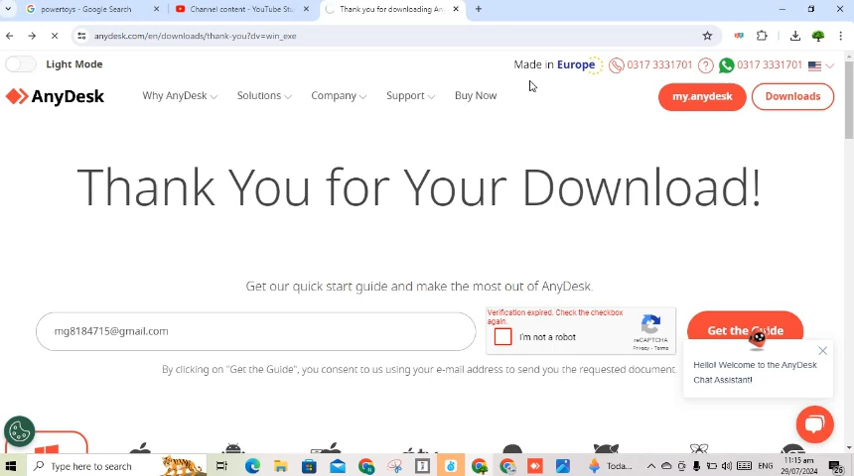 powertoys - Google Search
Channel content - YouTube Stu
Thank you for downloading An
anydesk.com/en/downloads/thank-you?dv=win_exe
Light Mode
Made in Europe
0317 3331701
0317 3331701
AnyDesk
Why AnyDesk
Solutions
Company
Support
Buy Now
my.anydesk
Downloads
Thank You for Your Download!
Get our quick start guide and make the most out of AnyDesk.
mg8184715@gmail.com
Verification expired. Check the checkbox
again.
I'm not a robot
reCAPTCHA
Privacy - Terms
Get the Guide
By clicking on "Get the Guide", you consent to us using your e-mail address to send you the requested document.
Hello! Welcome to the AnyDesk
Chat Assistant!
Type here to search
Toda...
ENG
11:15 am
29/07/2024